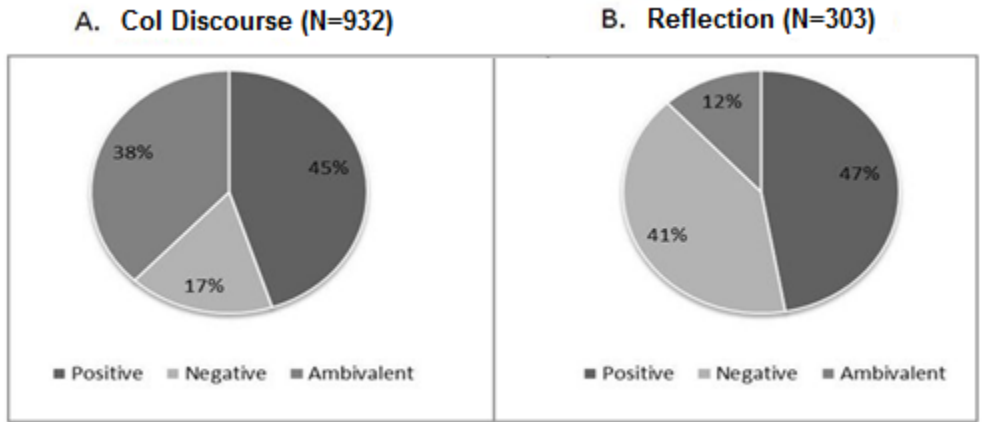 A. CoI Discourse (N=932)
38%
45%
17%
Positive Negative Ambivalent
B. Reflection (N=303)
12%
47%
41%
Positive Negative Ambivalent